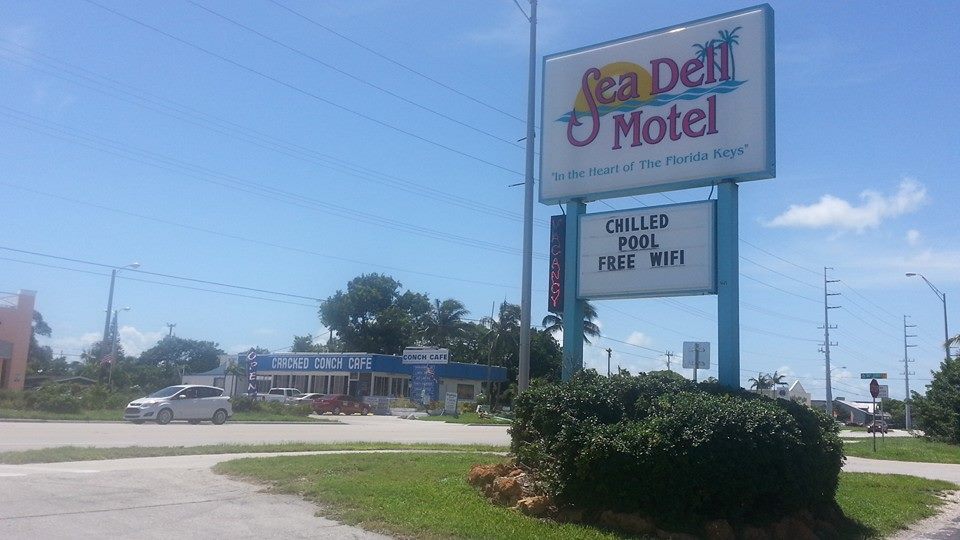 Sea Dell
Motel
"In the Heart of The Florida Keys"
CHILLED
POOL
FREE WIFI
VACANCY
OPEN
CRACKED CONCH CAFE
CONCH CAFE